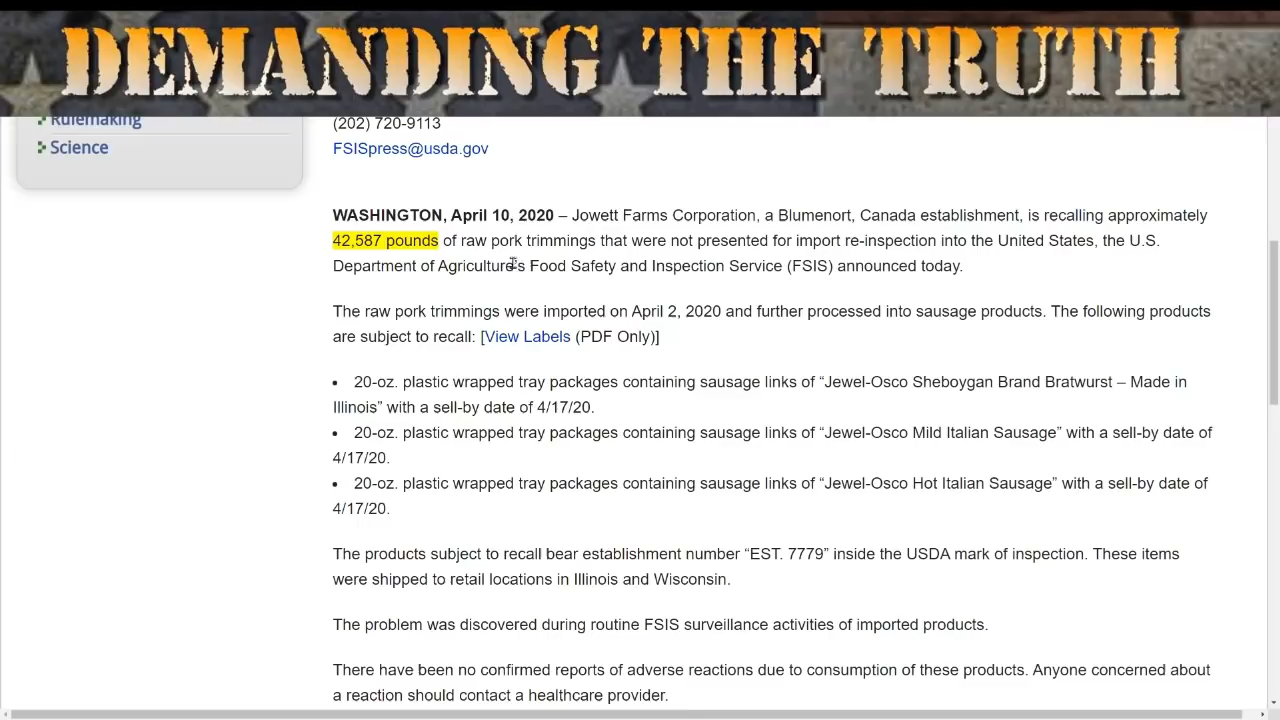 DEMANDING THE TRUTH
Rulemaking
Science
(202) 720-9113
FSISpress@usda.gov
WASHINGTON, April 10, 2020 – Jowett Farms Corporation, a Blumenort, Canada establishment, is recalling approximately
42,587 pounds of raw pork trimmings that were not presented for import re-inspection into the United States, the U.S.
Department of Agriculture's Food Safety and Inspection Service (FSIS) announced today.
The raw pork trimmings were imported on April 2, 2020 and further processed into sausage products. The following products
are subject to recall: [View Labels (PDF Only)]
• 20-oz. plastic wrapped tray packages containing sausage links of “Jewel-Osco Sheboygan Brand Bratwurst – Made in
Illinois” with a sell-by date of 4/17/20.
• 20-oz. plastic wrapped tray packages containing sausage links of “Jewel-Osco Mild Italian Sausage” with a sell-by date of
4/17/20.
• 20-oz. plastic wrapped tray packages containing sausage links of “Jewel-Osco Hot Italian Sausage” with a sell-by date of
4/17/20.
The products subject to recall bear establishment number “EST. 7779” inside the USDA mark of inspection. These items
were shipped to retail locations in Illinois and Wisconsin.
The problem was discovered during routine FSIS surveillance activities of imported products.
There have been no confirmed reports of adverse reactions due to consumption of these products. Anyone concerned about
a reaction should contact a healthcare provider.